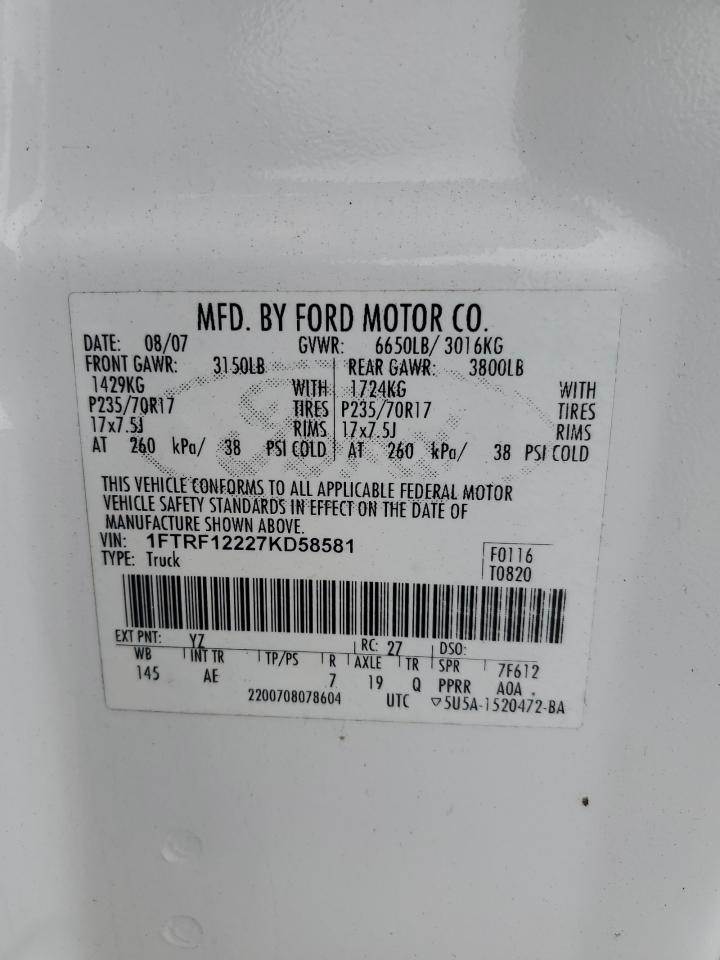 MFD. BY FORD MOTOR CO.
DATE: 08/07 GVWR: 6650LB/ 3016KG
FRONT GAWR: 3150LB REAR GAWR: 3800LB
1429KG WITH 1724KG WITH
P235/70R17 TIRES P235/70R17 TIRES
17x7.5J RIMS 17x7.5J RIMS
AT 260 kPa/ 38 PSI COLD AT 260 kPa/ 38 PSI COLD
THIS VEHICLE CONFORMS TO ALL APPLICABLE FEDERAL MOTOR
VEHICLE SAFETY STANDARDS IN EFFECT ON THE DATE OF
MANUFACTURE SHOWN ABOVE.
VIN: 1FTRF12227KD58581 F0116
TYPE: Truck T0820
EXT PNT: YZ RC: 27 DSO:
WB INT TR TP/PS R AXLE TR SPR 7F612
145 AE 7 19 Q PPRR A0A .
2200708078604 UTC ▽5U5A-1520472-BA